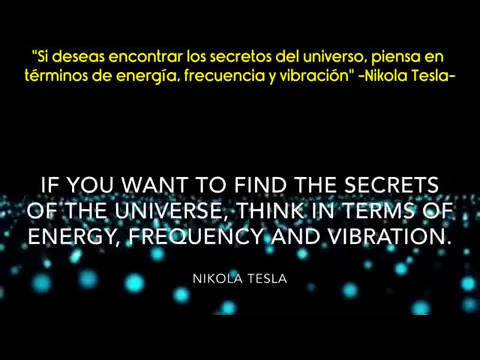 "Si deseas encontrar los secretos del universo, piensa en
términos de energía, frecuencia y vibración" -Nikola Tesla-
IF YOU WANT TO FIND THE SECRETS
OF THE UNIVERSE, THINK IN TERMS OF
ENERGY, FREQUENCY AND VIBRATION.
NIKOLA TESLA